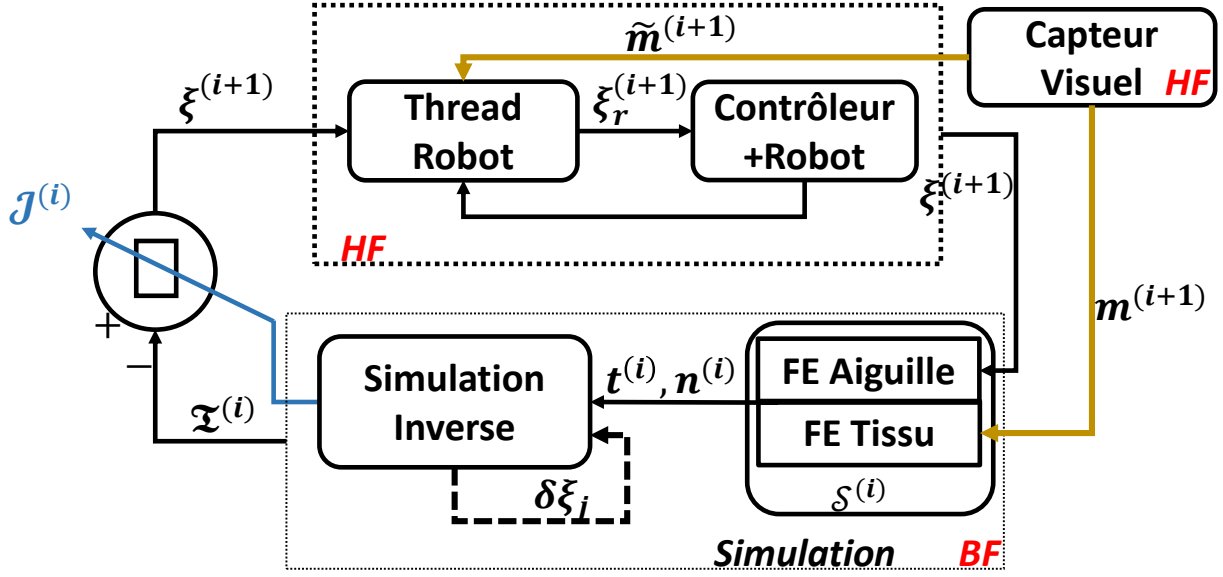 m̃^(i+1)
Capteur
Visuel HF
ξ^(i+1)
Thread
Robot
ξ_r^(i+1)
Contrôleur
+Robot
ξ^(i+1)
HF
𝒥^(i)
m^(i+1)
+
−
𝕿^(i)
Simulation
Inverse
t^(i), n^(i)
FE Aiguille
FE Tissu
δξ_j
𝒮^(i)
Simulation BF